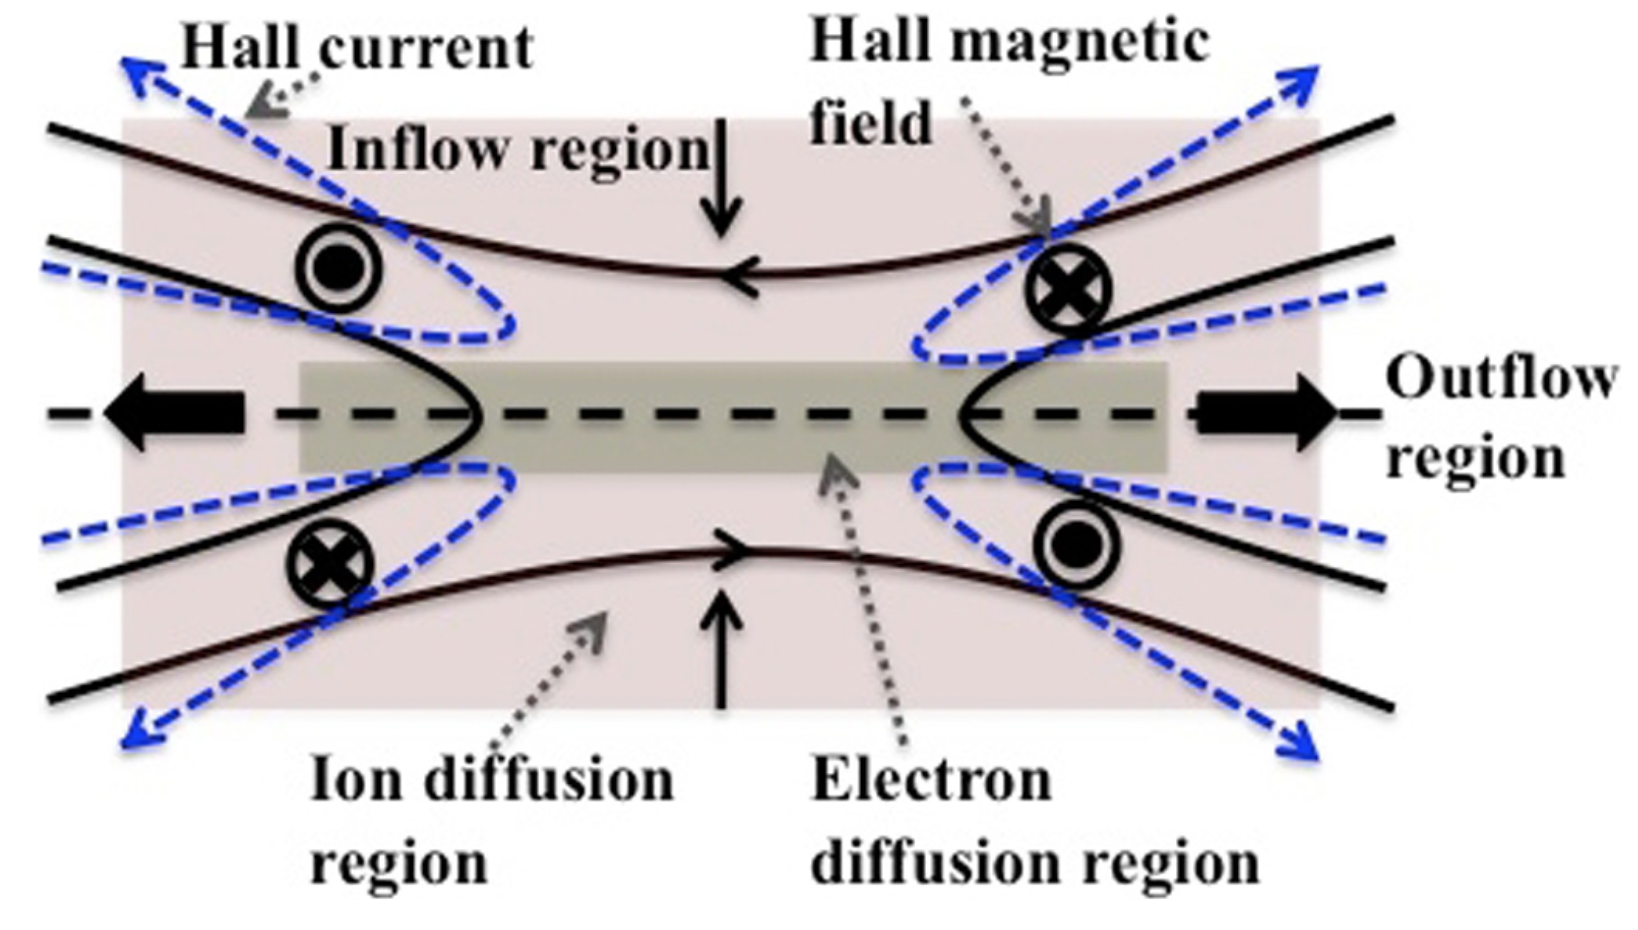 Hall current
Hall magnetic
field
Inflow region
Outflow
region
Ion diffusion
region
Electron
diffusion region